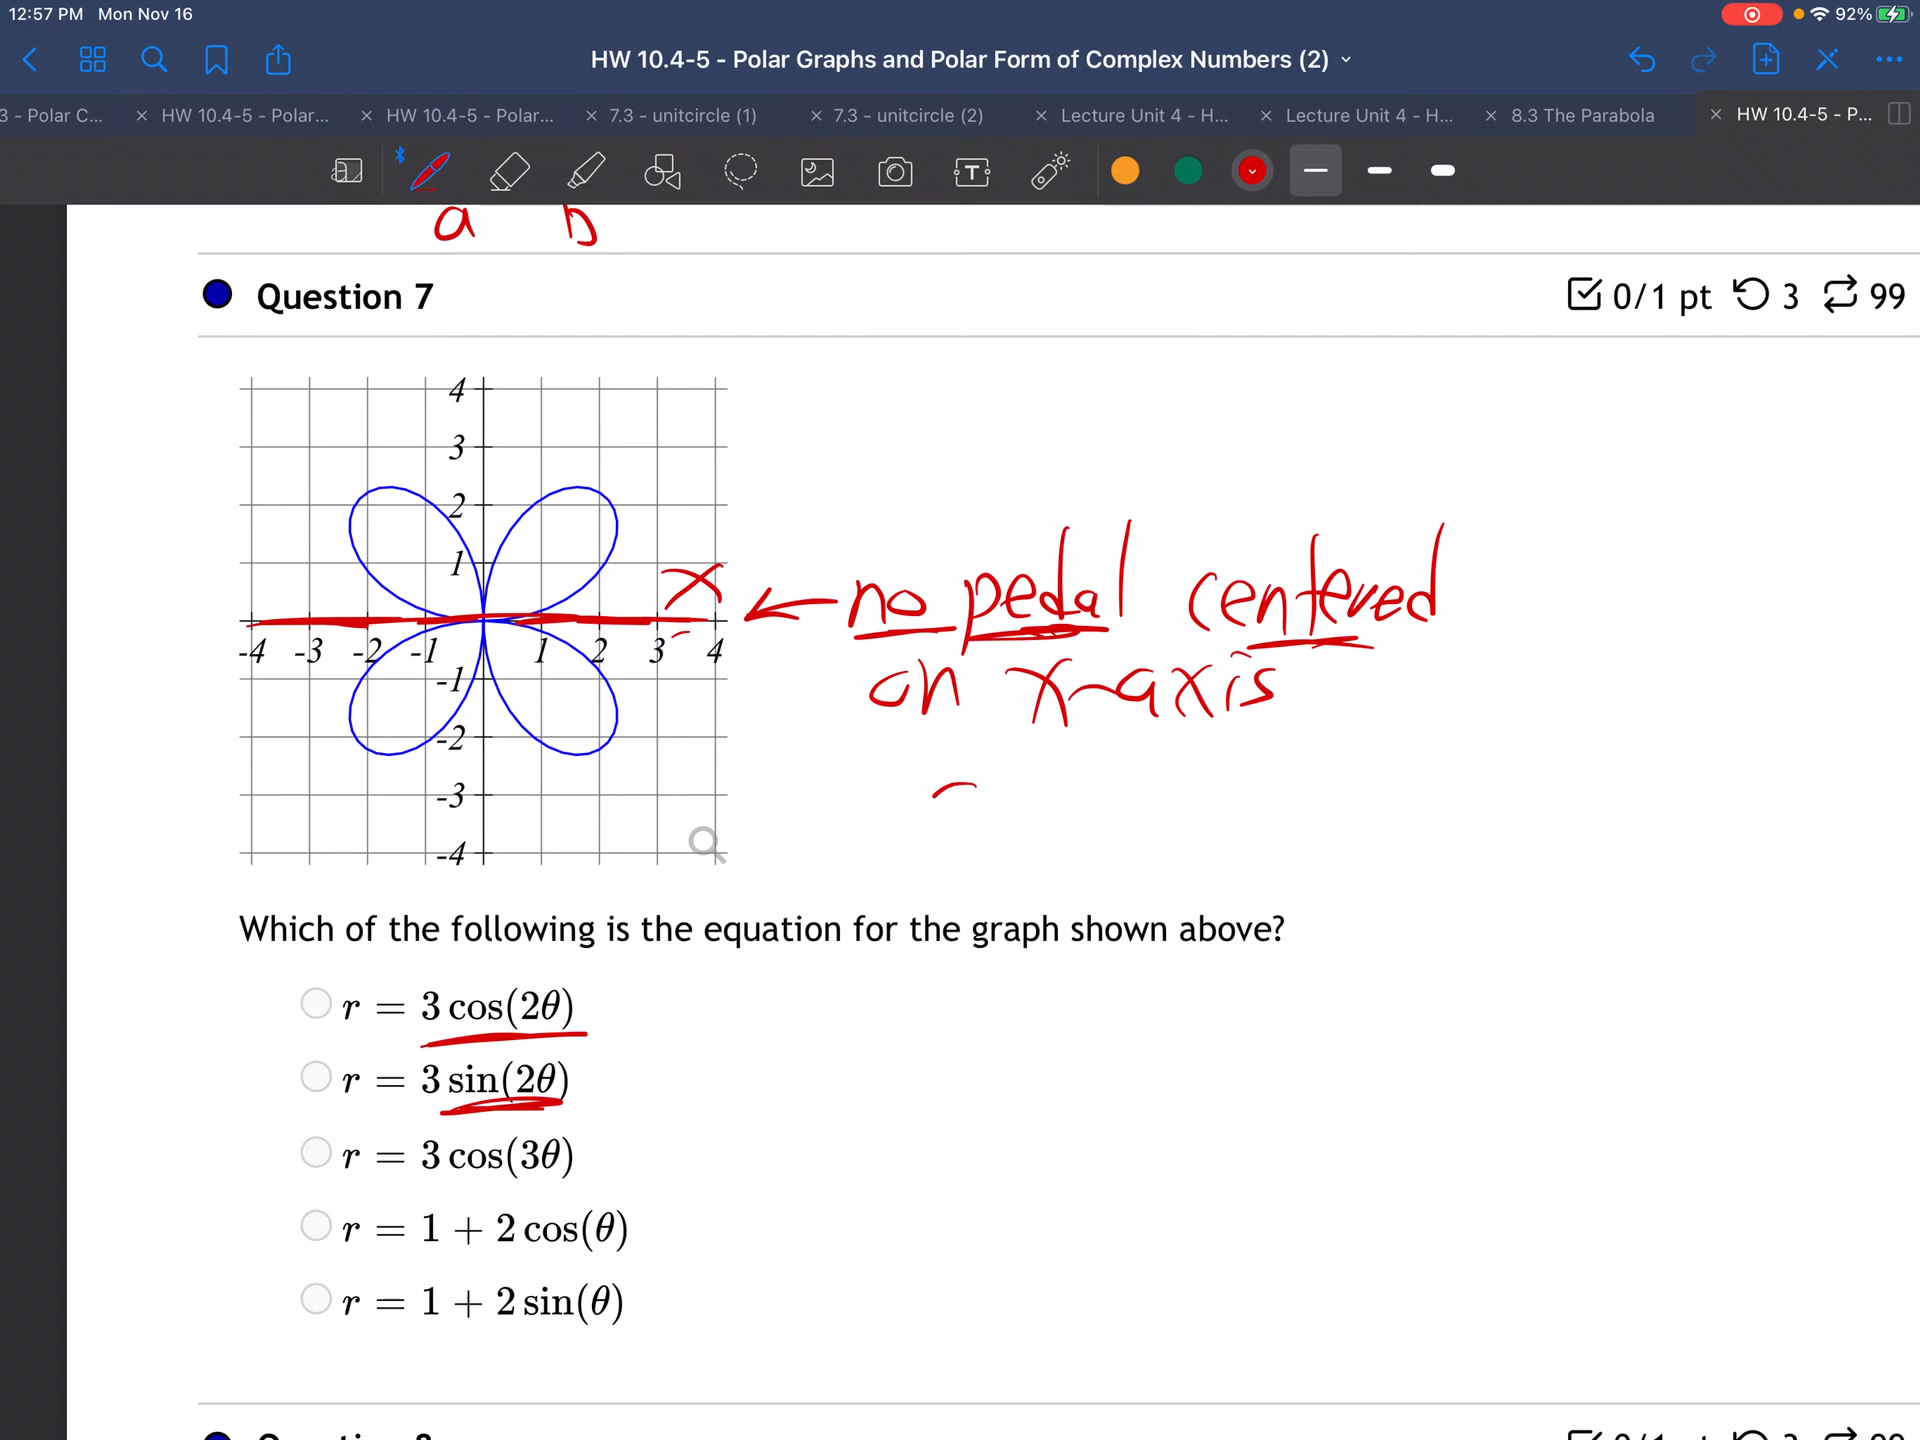 12:57 PM Mon Nov 16
92%
HW 10.4-5 - Polar Graphs and Polar Form of Complex Numbers (2)
3 - Polar C... × HW 10.4-5 - Polar... × HW 10.4-5 - Polar... × 7.3 - unitcircle (1) × 7.3 - unitcircle (2) × Lecture Unit 4 - H... × Lecture Unit 4 - H... × 8.3 The Parabola × HW 10.4-5 - P...
T
a b
Question 7
0/1 pt 3 99
4
3
2
1
-4 -3 -2 -1 1 2 3 4
-1
-2
-3
-4
x
no pedal centered
on x-axis
Which of the following is the equation for the graph shown above?
r = 3 cos(2θ)
r = 3 sin(2θ)
r = 3 cos(3θ)
r = 1 + 2 cos(θ)
r = 1 + 2 sin(θ)